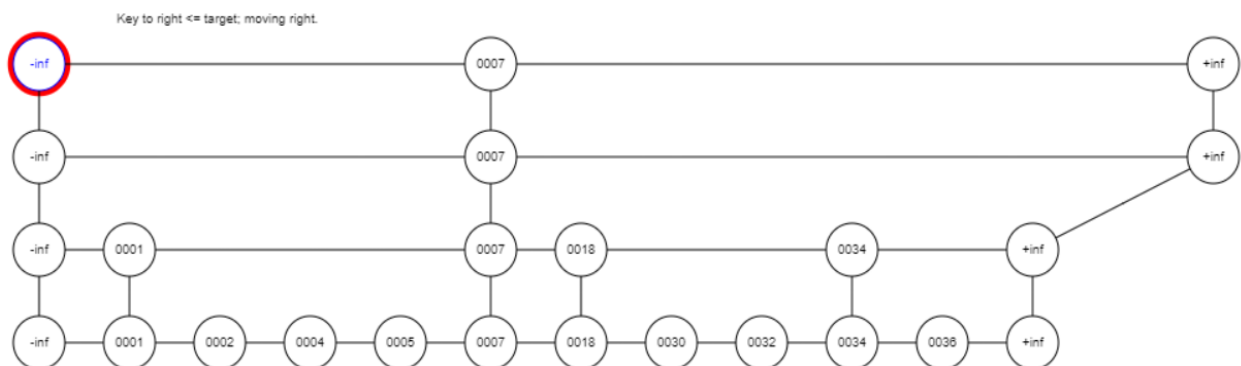 Key to right <= target; moving right.
-inf 0007 +inf
-inf 0007 +inf
-inf 0001 0007 0018 0034 +inf
-inf 0001 0002 0004 0005 0007 0018 0030 0032 0034 0036 +inf